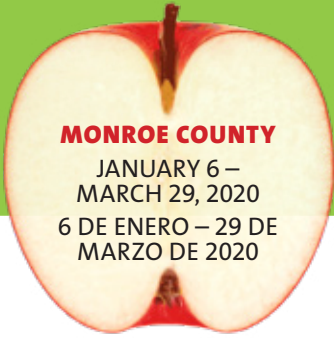 MONROE COUNTY
JANUARY 6 –
MARCH 29, 2020
6 DE ENERO – 29 DE
MARZO DE 2020